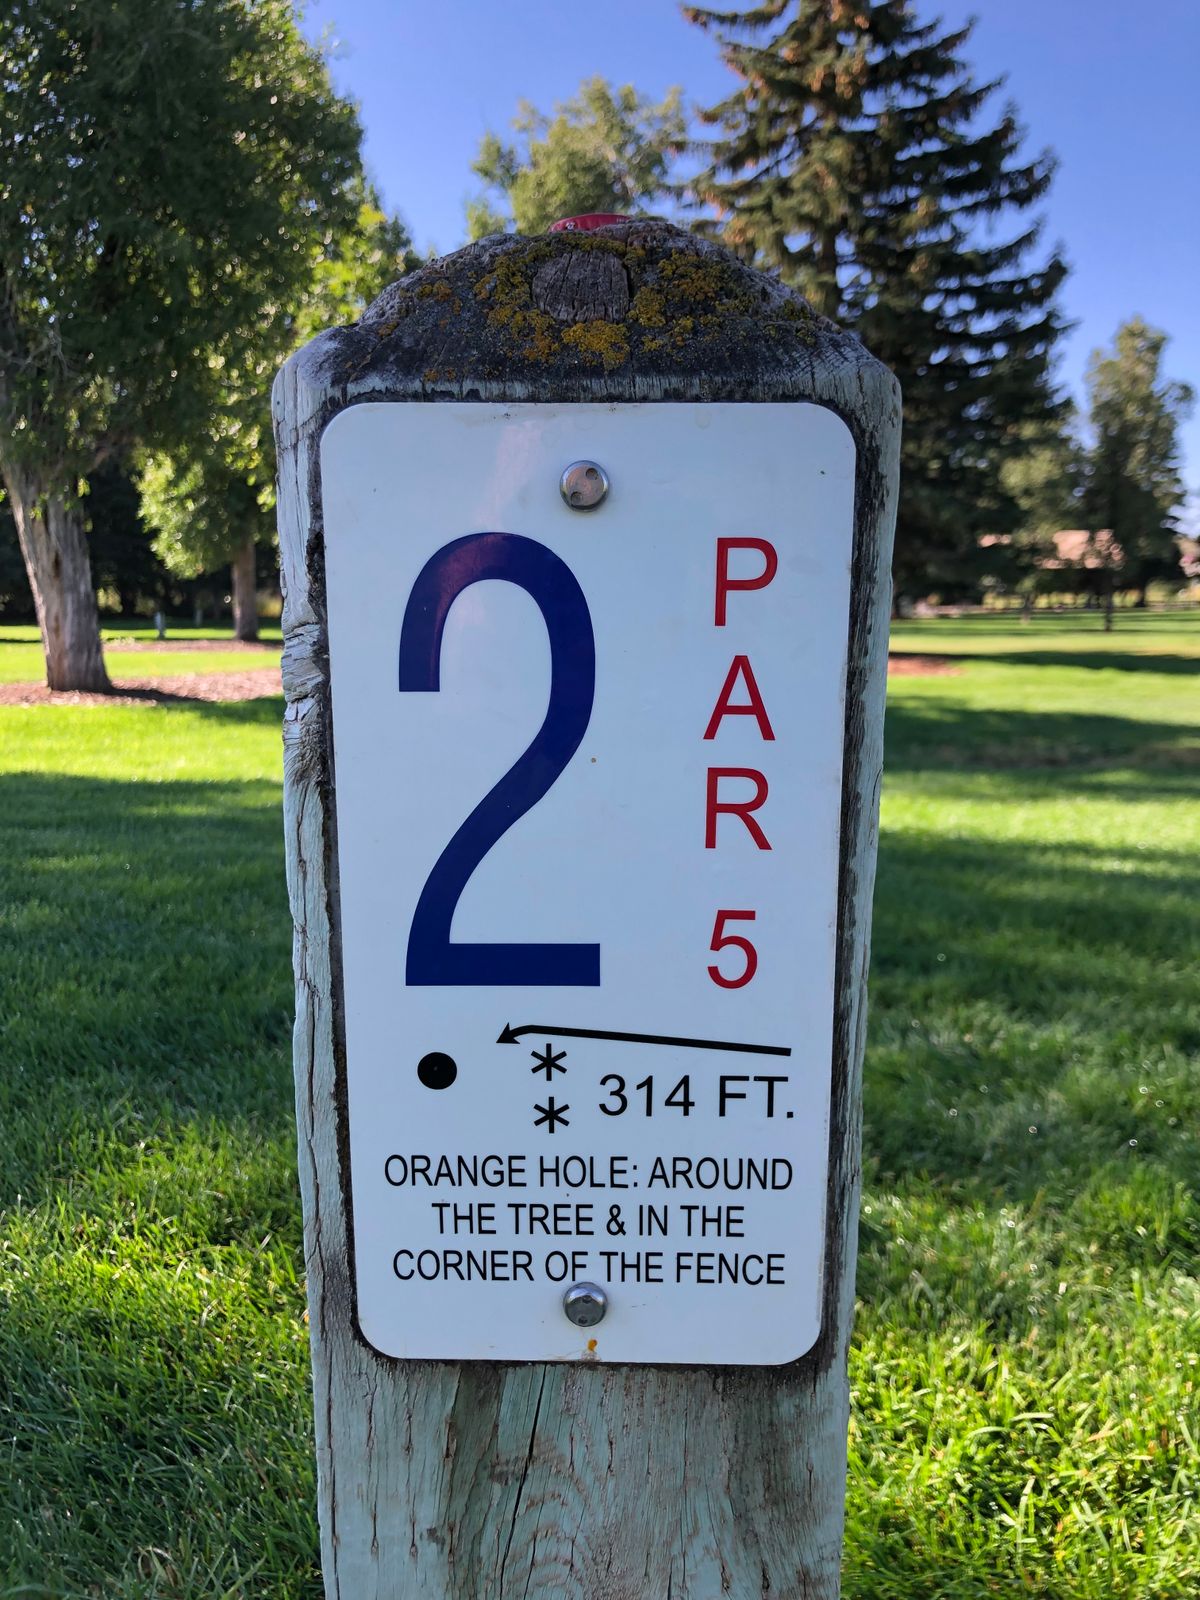 2
PAR
5
314 FT.
ORANGE HOLE: AROUND
THE TREE & IN THE
CORNER OF THE FENCE